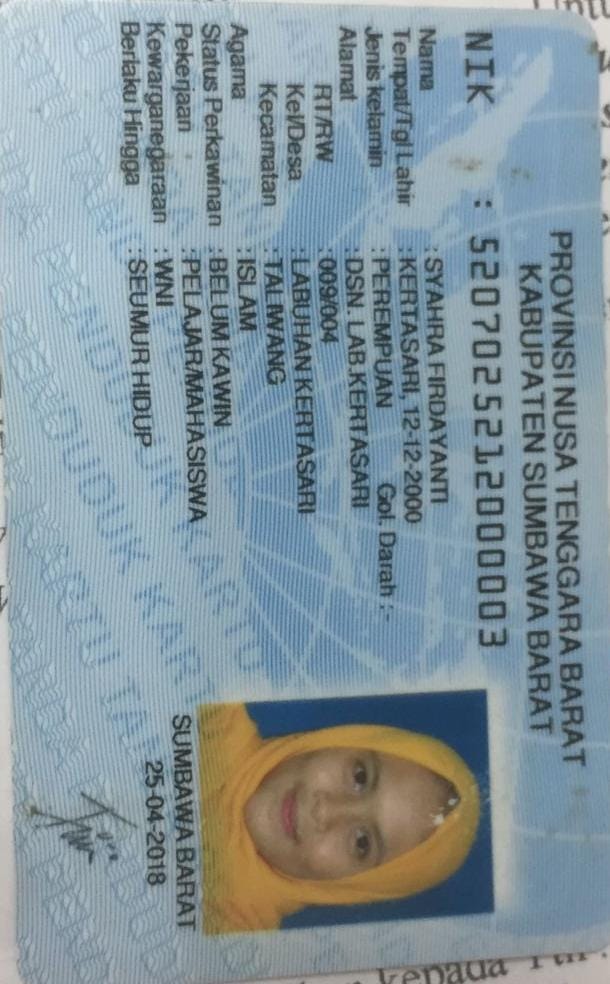 PROVINSI NUSA TENGGARA BARAT
KABUPATEN SUMBAWA BARAT
NIK : 5207025212000003
Nama : SYAHRA FIRDAYANTI
Tempat/Tgl Lahir : KERTASARI, 12-12-2000
Jenis kelamin : PEREMPUAN Gol. Darah :-
Alamat : DSN. LAB.KERTASARI
RT/RW : 009/004
Kel/Desa : LABUHAN KERTASARI
Kecamatan : TALIWANG
Agama : ISLAM
Status Perkawinan : BELUM KAWIN
Pekerjaan : PELAJAR/MAHASISWA
Kewarganegaraan : WNI
Berlaku Hingga : SEUMUR HIDUP
SUMBAWA BARAT
25-04-2018
kepada